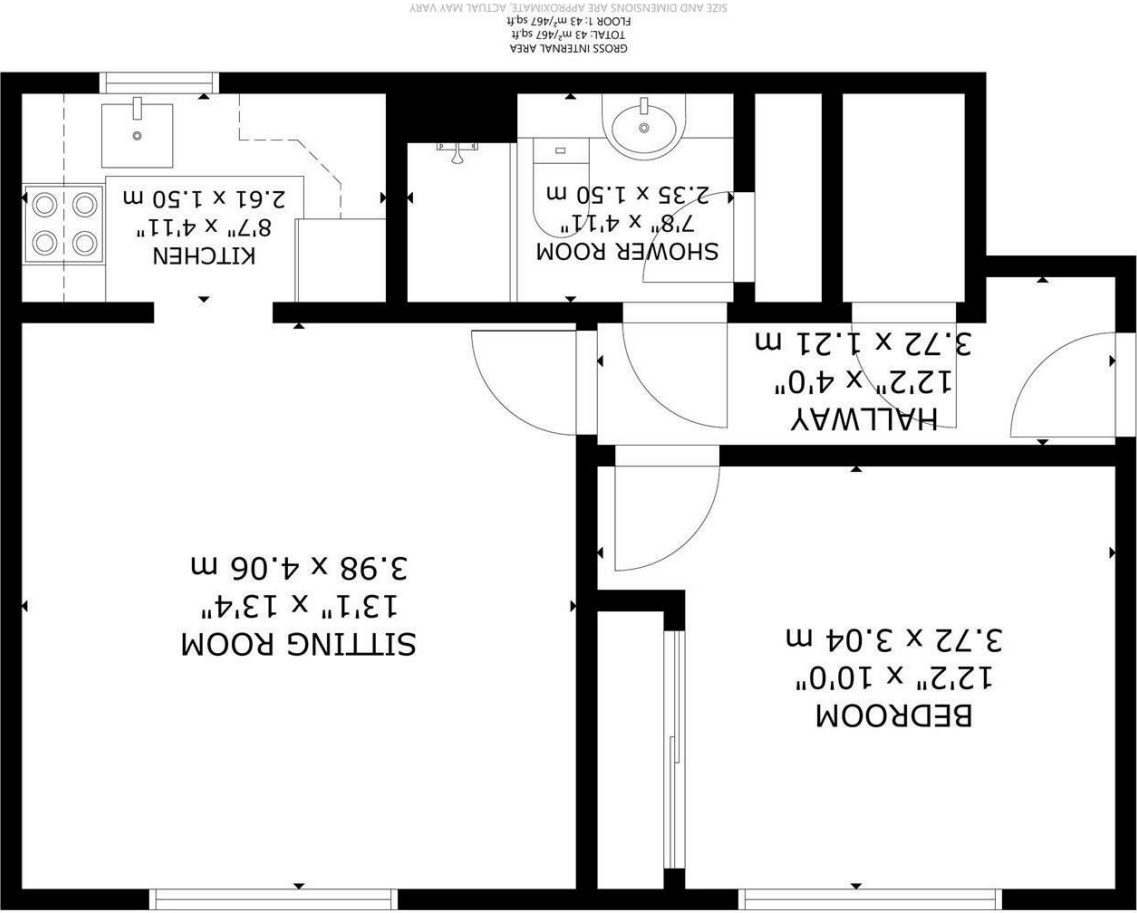 BEDROOM
12'2" x 10'0"
3.72 x 3.04 m
SITTING ROOM
13'1" x 13'4"
3.98 x 4.06 m
HALLWAY
12'2" x 4'0"
3.72 x 1.21 m
SHOWER ROOM
7'8" x 4'11"
2.35 x 1.50 m
KITCHEN
8'7" x 4'11"
2.61 x 1.50 m
GROSS INTERNAL AREA
TOTAL: 43 m²/467 sq.ft
FLOOR 1: 43 m²/467 sq.ft
SIZE AND DIMENSIONS ARE APPROXIMATE, ACTUAL MAY VARY